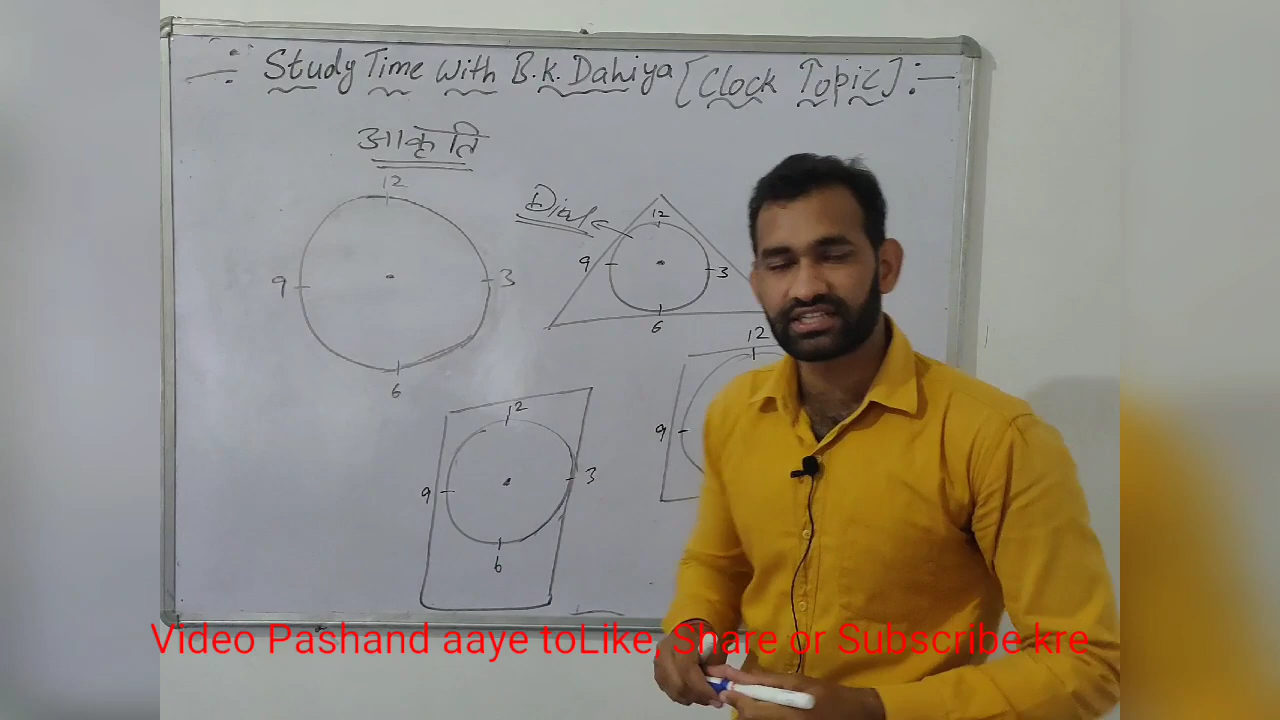 Study Time With B.K. Dahiya [Clock Topic] :-
आकृति
12
9 3
6
Dial
12
9 3
6
12
9
12
9 3
6
Video Pashand aaye toLike, Share or Subscribe kre